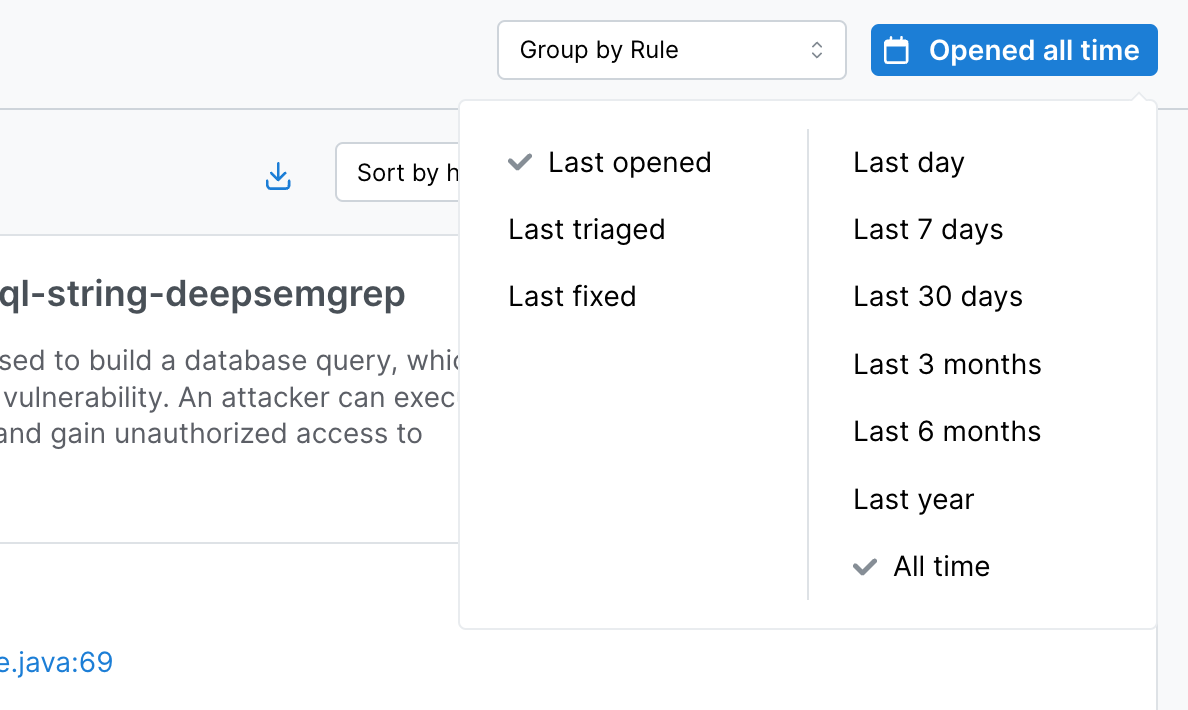 Group by Rule
Opened all time
Sort by h
Last opened
Last triaged
Last fixed
Last day
Last 7 days
Last 30 days
Last 3 months
Last 6 months
Last year
All time
ql-string-deepsemgrep
sed to build a database query, whic
vulnerability. An attacker can exec
and gain unauthorized access to
e.java:69